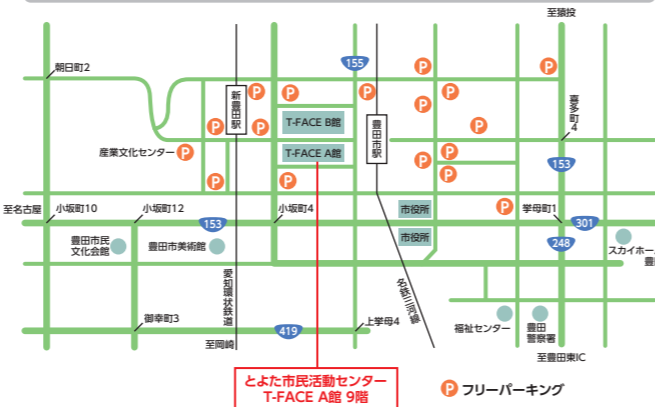 至猿投
朝日町2
155
P
P
P
P
P
P
P
新豊田駅
T-FACE B館
豊田市駅
喜多町4
P
P
P
産業文化センター P
T-FACE A館
P
P
P
153
P
P
P
至名古屋
小坂町10
小坂町12
153
小坂町4
市役所
挙母町1
301
豊田市民
文化会館
豊田市美術館
市役所
248
スカイホール
愛知環状鉄道
御幸町3
419
上挙母4
福祉センター
豊田
警察署
至岡崎
至豊田東IC
とよた市民活動センター
T-FACE A館 9階
P フリーパーキング